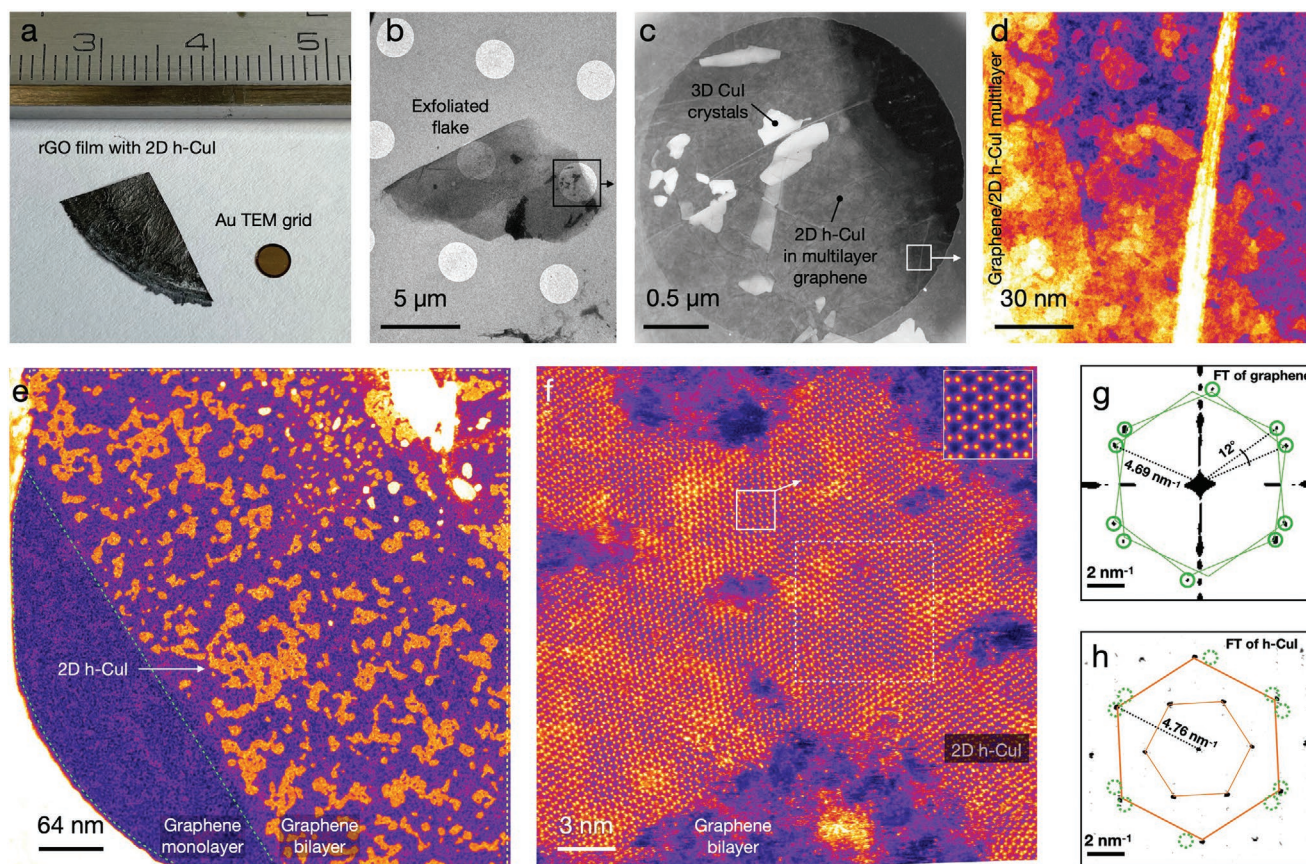 a
3
4
5
rGO film with 2D h-CuI
Au TEM grid
b
Exfoliated
flake
5 μm
c
3D CuI
crystals
2D h-CuI
in multilayer
graphene
0.5 μm
d
Graphene/2D h-CuI multilayer
30 nm
e
2D h-CuI
64 nm
Graphene
monolayer
Graphene
bilayer
f
2D h-CuI
3 nm
Graphene
bilayer
g
FT of graphene
12°
4.69 nm⁻¹
2 nm⁻¹
h
FT of h-CuI
4.76 nm⁻¹
2 nm⁻¹